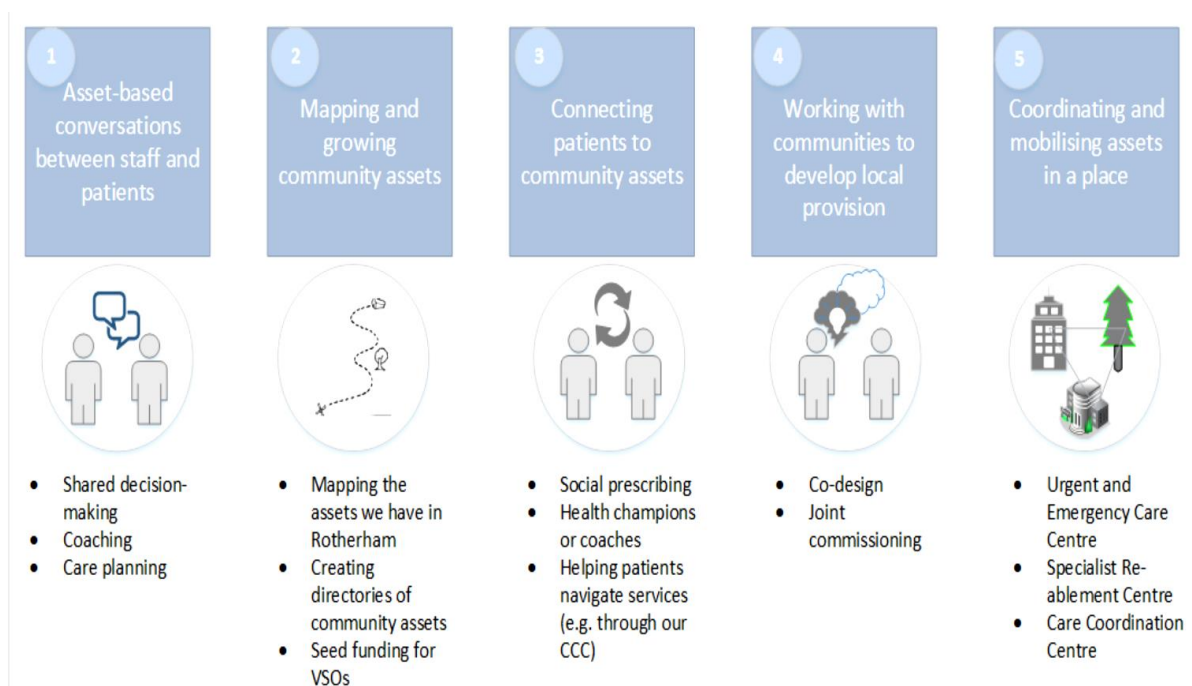 1
Asset-based
conversations
between staff and
patients
2
Mapping and
growing
community assets
3
Connecting
patients to
community assets
4
Working with
communities to
develop local
provision
5
Coordinating and
mobilising assets
in a place
• Shared decision-
making
• Coaching
• Care planning
• Mapping the
assets we have in
Rotherham
• Creating
directories of
community assets
• Seed funding for
VSOs
• Social prescribing
• Health champions
or coaches
• Helping patients
navigate services
(e.g. through our
CCC)
• Co-design
• Joint
commissioning
• Urgent and
Emergency Care
Centre
• Specialist Re-
ablement Centre
• Care Coordination
Centre